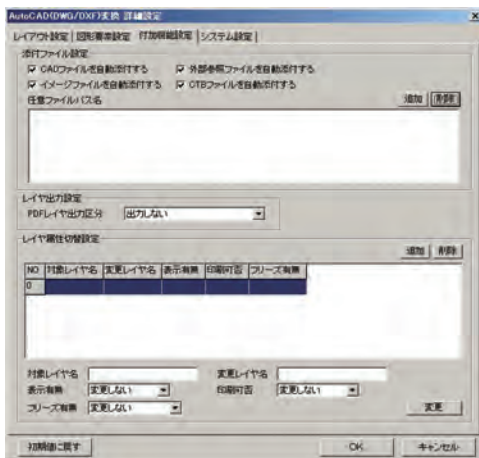 AutoCAD(DWG/DXF)変換 詳細設定
レイアウト設定 図形審査設定 付加機能設定 システム設定
添付ファイル設定
CADファイルを自動添付する 外部参照ファイルを自動添付する
イメージファイルを自動添付する CTBファイルを自動添付する
任意ファイルパス名 追加 削除
レイヤ出力設定
PDFレイヤ出力区分 出力しない
レイヤ属性切替設定
追加 削除
NO 対象レイヤ名 変更レイヤ名 表示有無 印刷可否 フリーズ有無
0
対象レイヤ名 変更レイヤ名
表示有無 変更しない 印刷可否 変更しない
フリーズ有無 変更しない 変更
初期値に戻す OK キャンセル